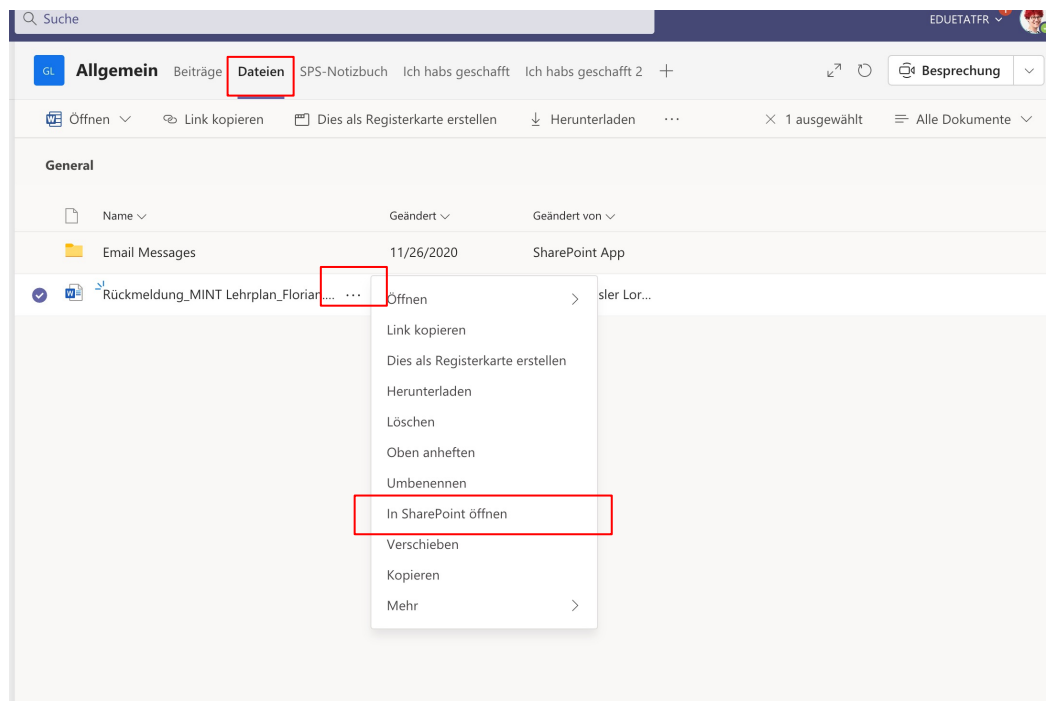 Suche EDUETATFR
GL Allgemein Beiträge Dateien SPS-Notizbuch Ich habs geschafft Ich habs geschafft 2 Besprechung
Öffnen Link kopieren Dies als Registerkarte erstellen Herunterladen ... 1 ausgewählt Alle Dokumente
General
Name Geändert Geändert von
Email Messages 11/26/2020 SharePoint App
Rückmeldung_MINT Lehrplan_Florian.... ... sler Lor...
Öffnen
Link kopieren
Dies als Registerkarte erstellen
Herunterladen
Löschen
Oben anheften
Umbenennen
In SharePoint öffnen
Verschieben
Kopieren
Mehr